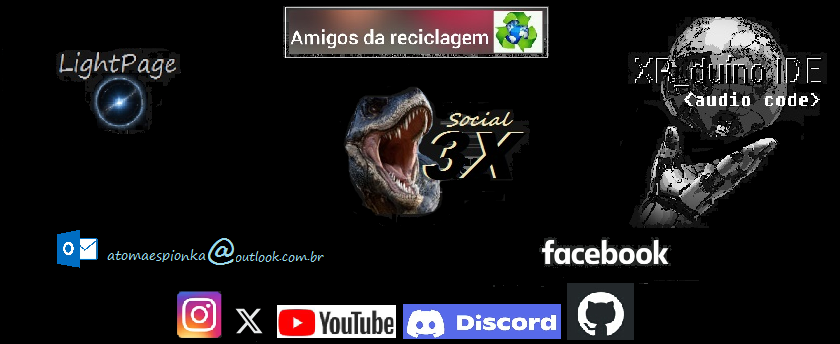 Amigos da reciclagem
LightPage
XR_duino IDE
<audio code>
Social
3X
atomaespionka@outlook.com.br
facebook
YouTube
Discord